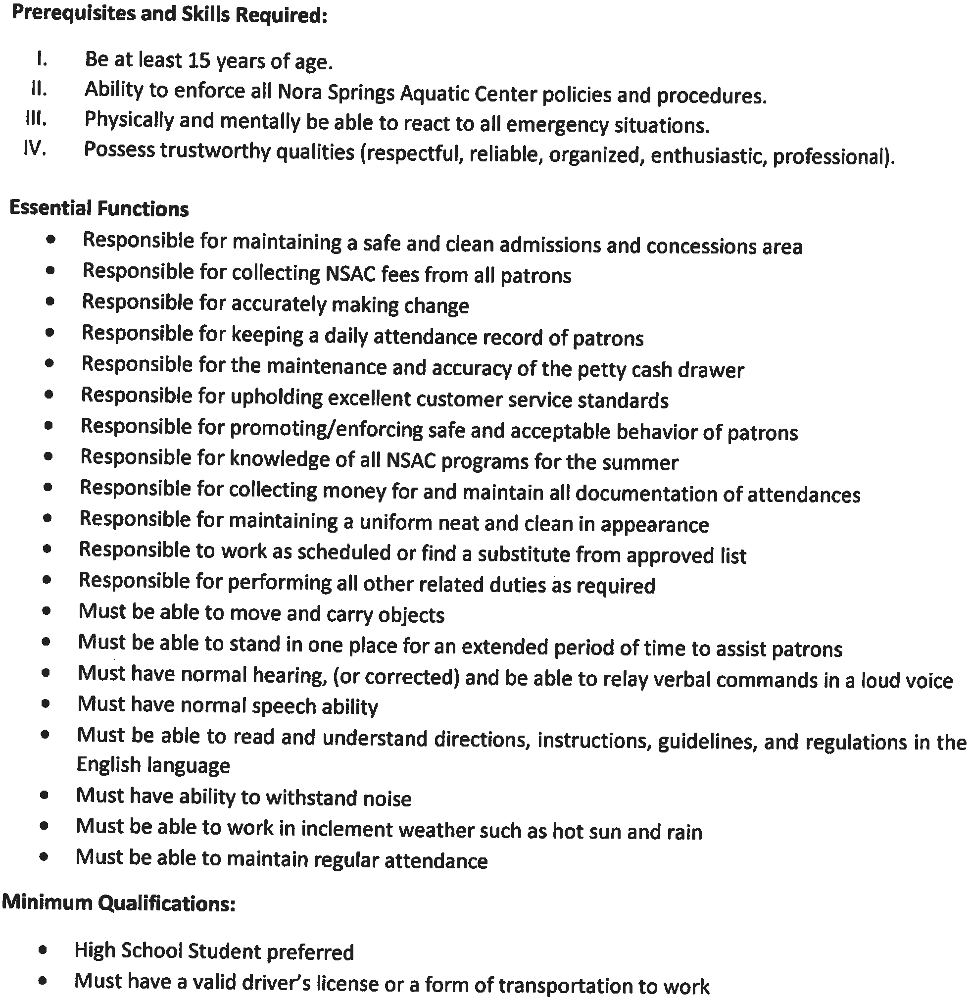 Prerequisites and Skills Required:
I. Be at least 15 years of age.
II. Ability to enforce all Nora Springs Aquatic Center policies and procedures.
III. Physically and mentally be able to react to all emergency situations.
IV. Possess trustworthy qualities (respectful, reliable, organized, enthusiastic, professional).
Essential Functions
• Responsible for maintaining a safe and clean admissions and concessions area
• Responsible for collecting NSAC fees from all patrons
• Responsible for accurately making change
• Responsible for keeping a daily attendance record of patrons
• Responsible for the maintenance and accuracy of the petty cash drawer
• Responsible for upholding excellent customer service standards
• Responsible for promoting/enforcing safe and acceptable behavior of patrons
• Responsible for knowledge of all NSAC programs for the summer
• Responsible for collecting money for and maintain all documentation of attendances
• Responsible for maintaining a uniform neat and clean in appearance
• Responsible to work as scheduled or find a substitute from approved list
• Responsible for performing all other related duties as required
• Must be able to move and carry objects
• Must be able to stand in one place for an extended period of time to assist patrons
• Must have normal hearing, (or corrected) and be able to relay verbal commands in a loud voice
• Must have normal speech ability
• Must be able to read and understand directions, instructions, guidelines, and regulations in the
English language
• Must have ability to withstand noise
• Must be able to work in inclement weather such as hot sun and rain
• Must be able to maintain regular attendance
Minimum Qualifications:
• High School Student preferred
• Must have a valid driver's license or a form of transportation to work